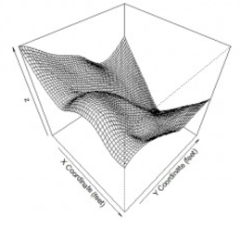 z
X Coordinate (feet)
Y Coordinate (feet)